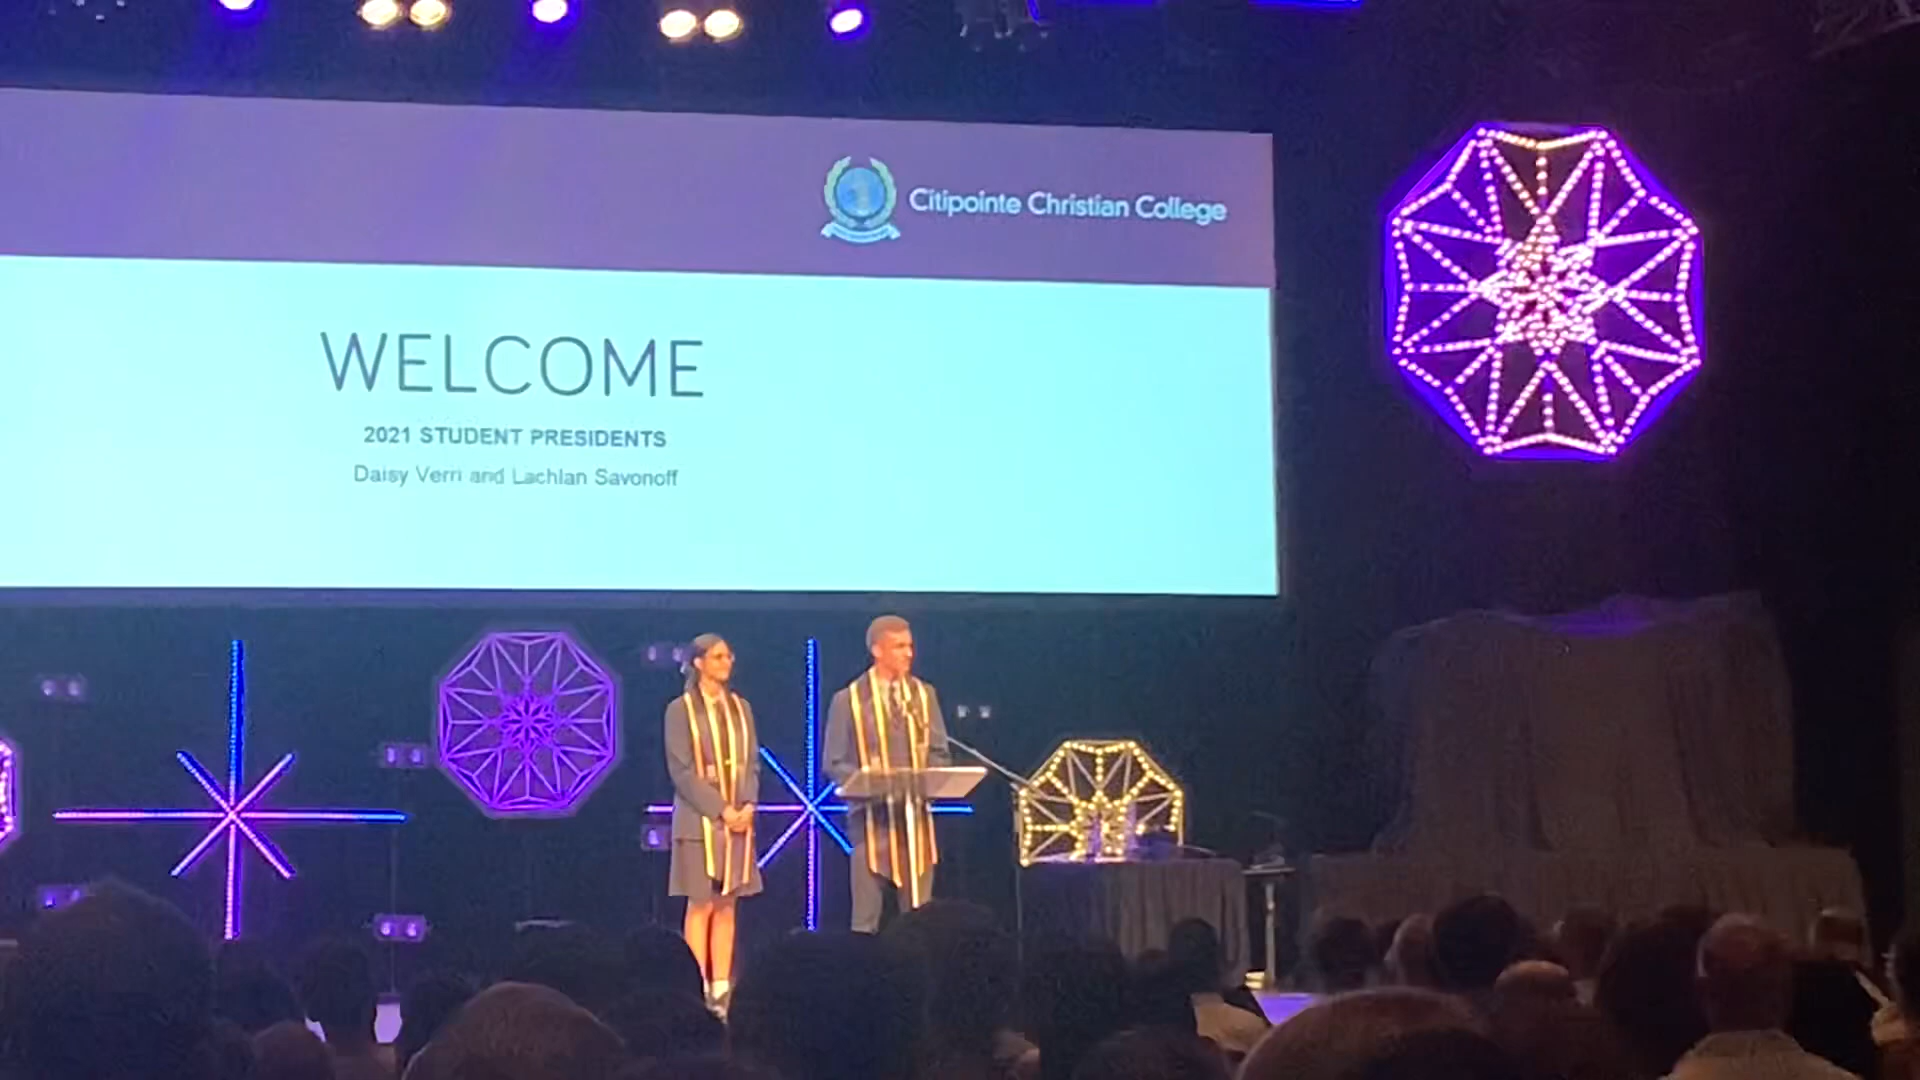 Citipointe Christian College
WELCOME
2021 STUDENT PRESIDENTS
Daisy Verri and Lachlan Savonoff